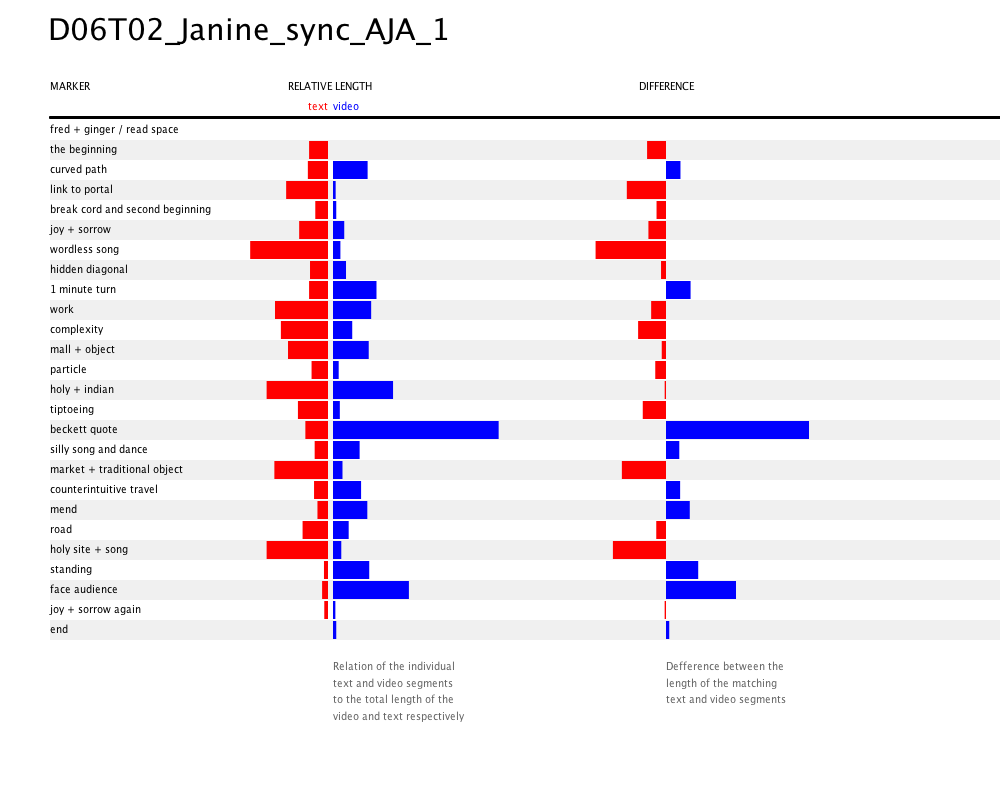 D06T02_Janine_sync_AJA_1
MARKER RELATIVE LENGTH DIFFERENCE
text video
fred + ginger / read space
the beginning
curved path
link to portal
break cord and second beginning
joy + sorrow
wordless song
hidden diagonal
1 minute turn
work
complexity
mall + object
particle
holy + indian
tiptoeing
beckett quote
silly song and dance
market + traditional object
counterintuitive travel
mend
road
holy site + song
standing
face audience
joy + sorrow again
end
Relation of the individual
text and video segments
to the total length of the
video and text respectively
Defference between the
length of the matching
text and video segments